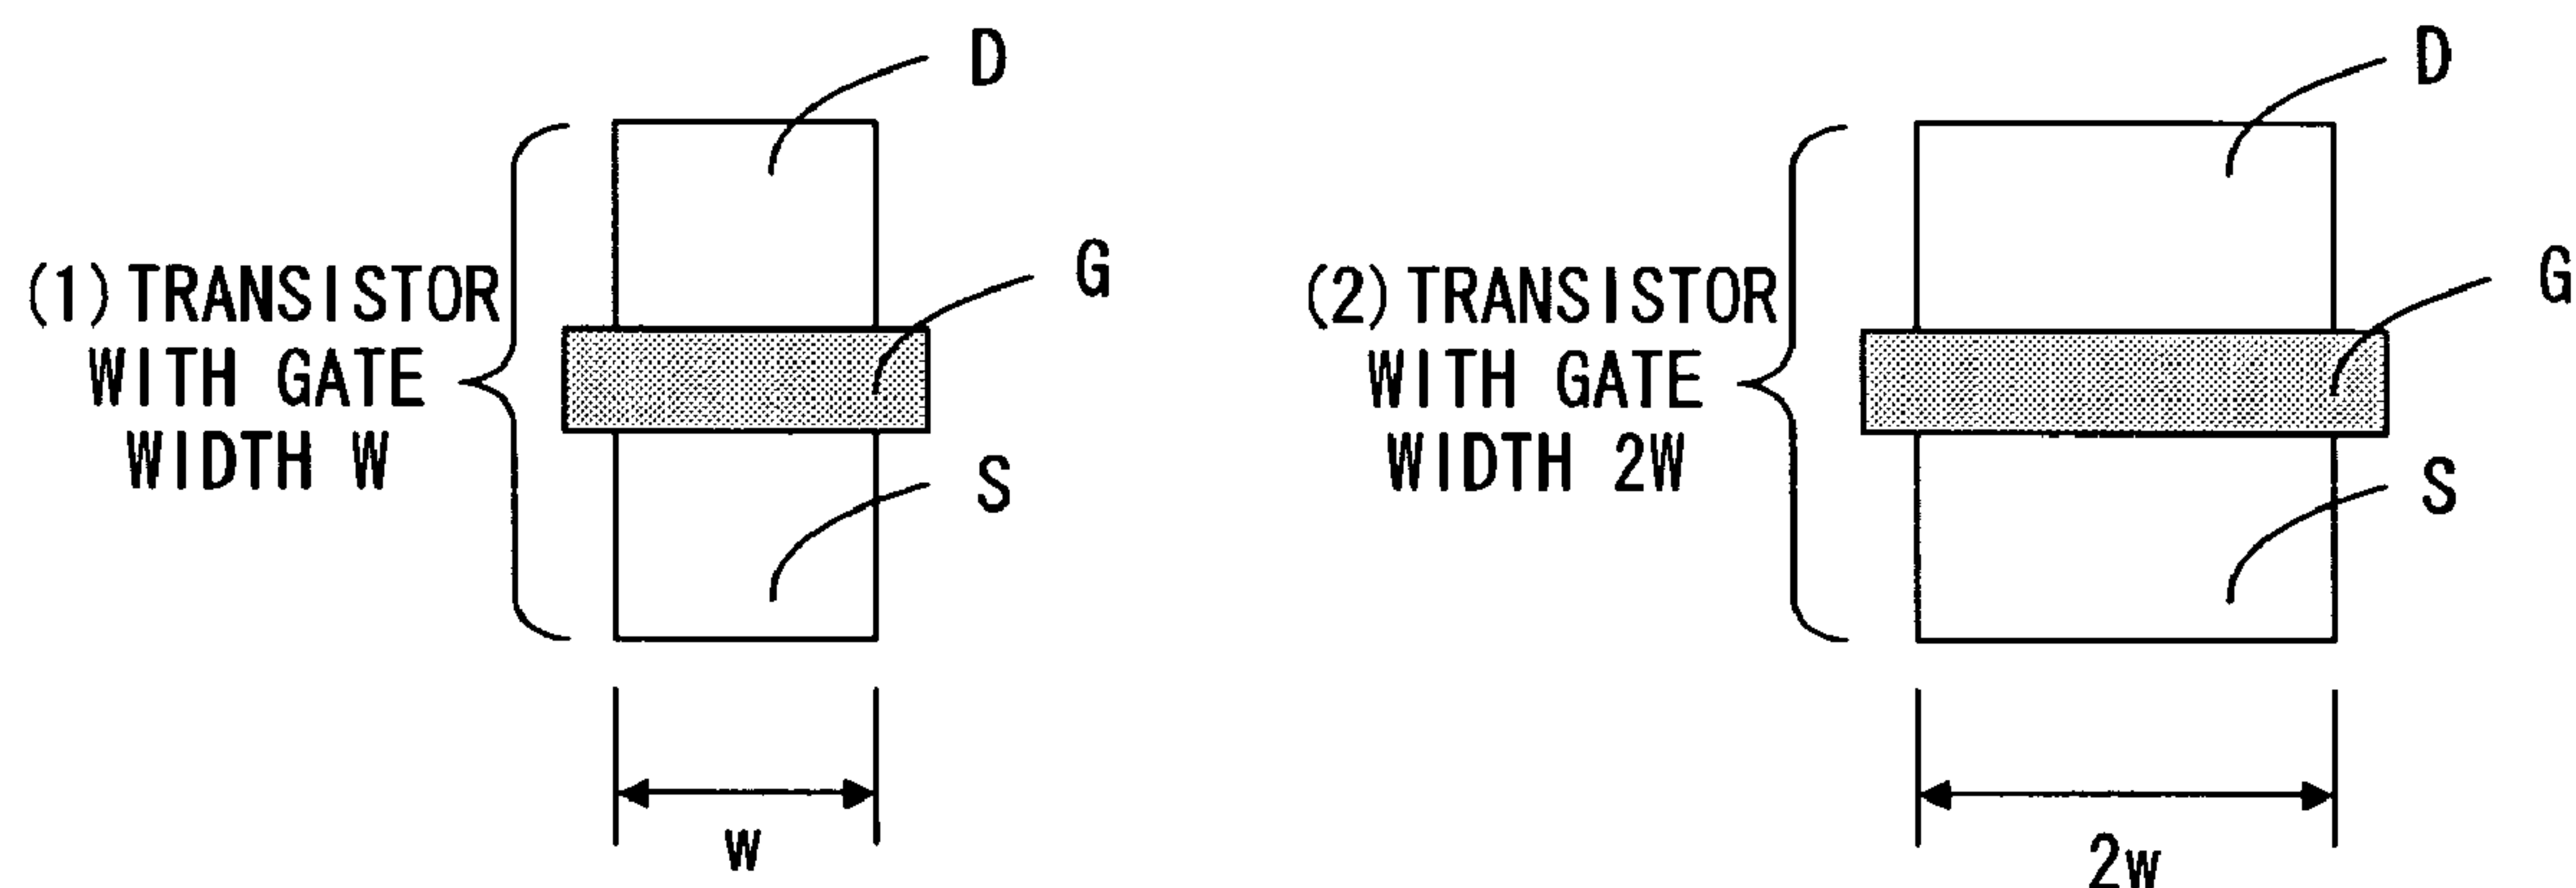 D
(1) TRANSISTOR
WITH GATE
WIDTH W
G
S
w
D
(2) TRANSISTOR
WITH GATE
WIDTH 2W
G
S
2w